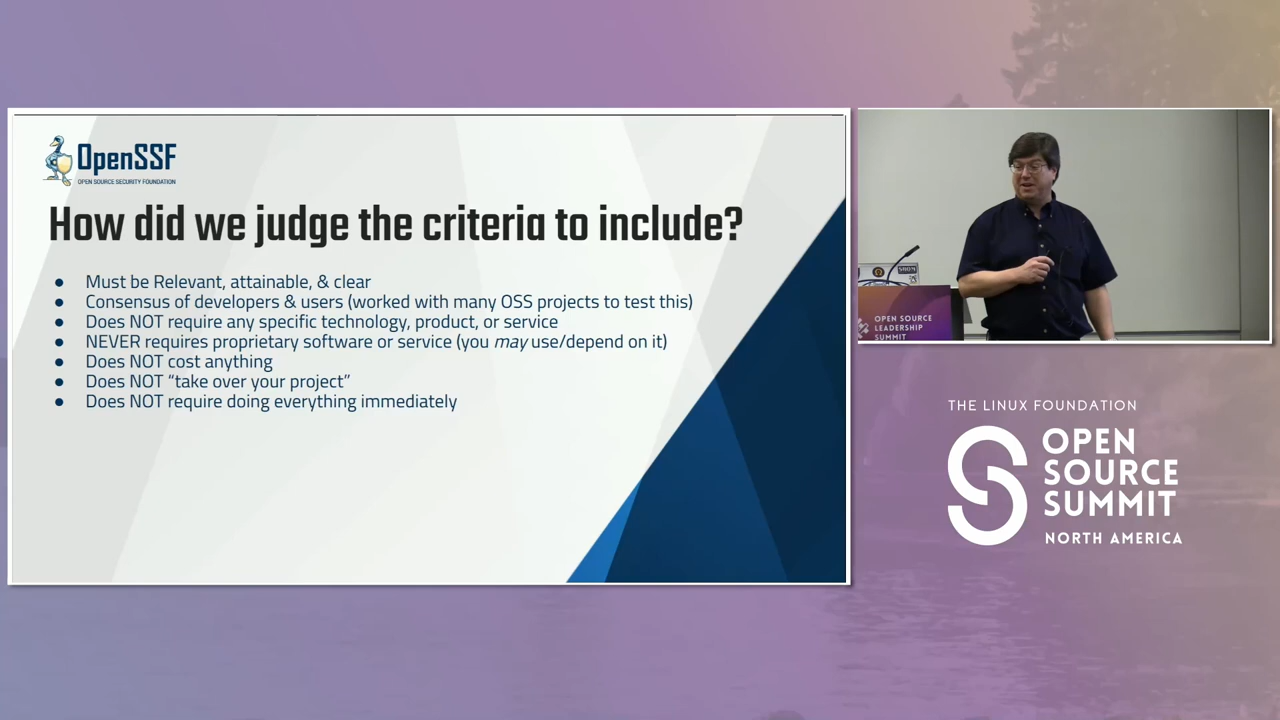 OpenSSF
OPEN SOURCE SECURITY FOUNDATION
How did we judge the criteria to include?
● Must be Relevant, attainable, & clear
● Consensus of developers & users (worked with many OSS projects to test this)
● Does NOT require any specific technology, product, or service
● NEVER requires proprietary software or service (you may use/depend on it)
● Does NOT cost anything
● Does NOT “take over your project”
● Does NOT require doing everything immediately
OPEN SOURCE
LEADERSHIP
SUMMIT
THE LINUX FOUNDATION
OPEN
SOURCE
SUMMIT
NORTH AMERICA